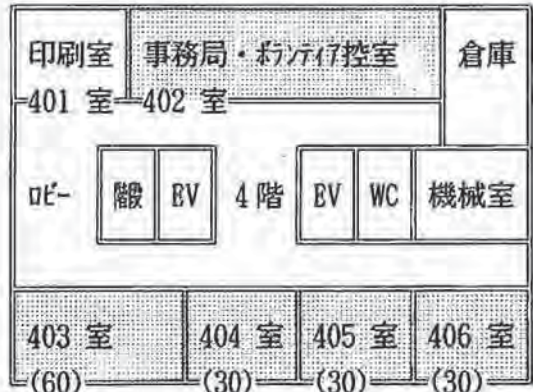 印刷室 事務局・ボランティア控室 倉庫
401 室 402 室
ロビー 階段 EV 4階 EV WC 機械室
403 室 404 室 405 室 406 室
(60) (30) (30) (30)